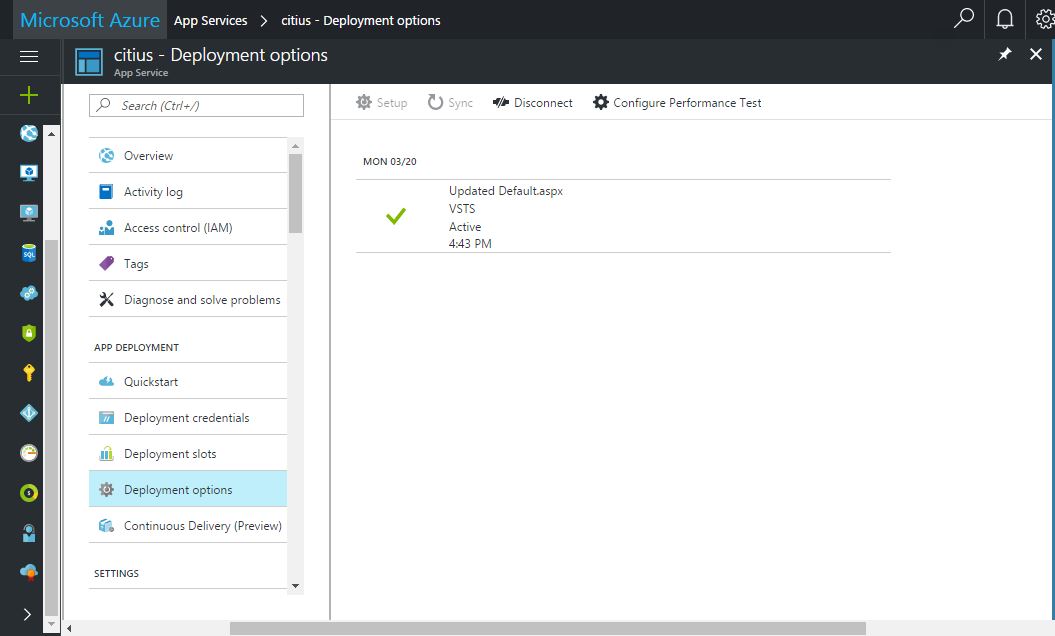 Microsoft Azure App Services > citius - Deployment options
citius - Deployment options
App Service
Search (Ctrl+/)
Setup Sync Disconnect Configure Performance Test
Overview
Activity log
Access control (IAM)
Tags
Diagnose and solve problems
APP DEPLOYMENT
Quickstart
Deployment credentials
Deployment slots
Deployment options
Continuous Delivery (Preview)
SETTINGS
MON 03/20
Updated Default.aspx
VSTS
Active
4:43 PM
SQL